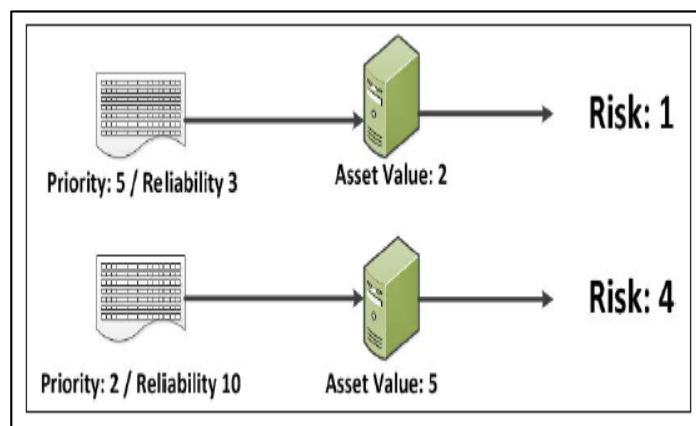 Priority: 5 / Reliability 3
Asset Value: 2
Risk: 1
Priority: 2 / Reliability 10
Asset Value: 5
Risk: 4